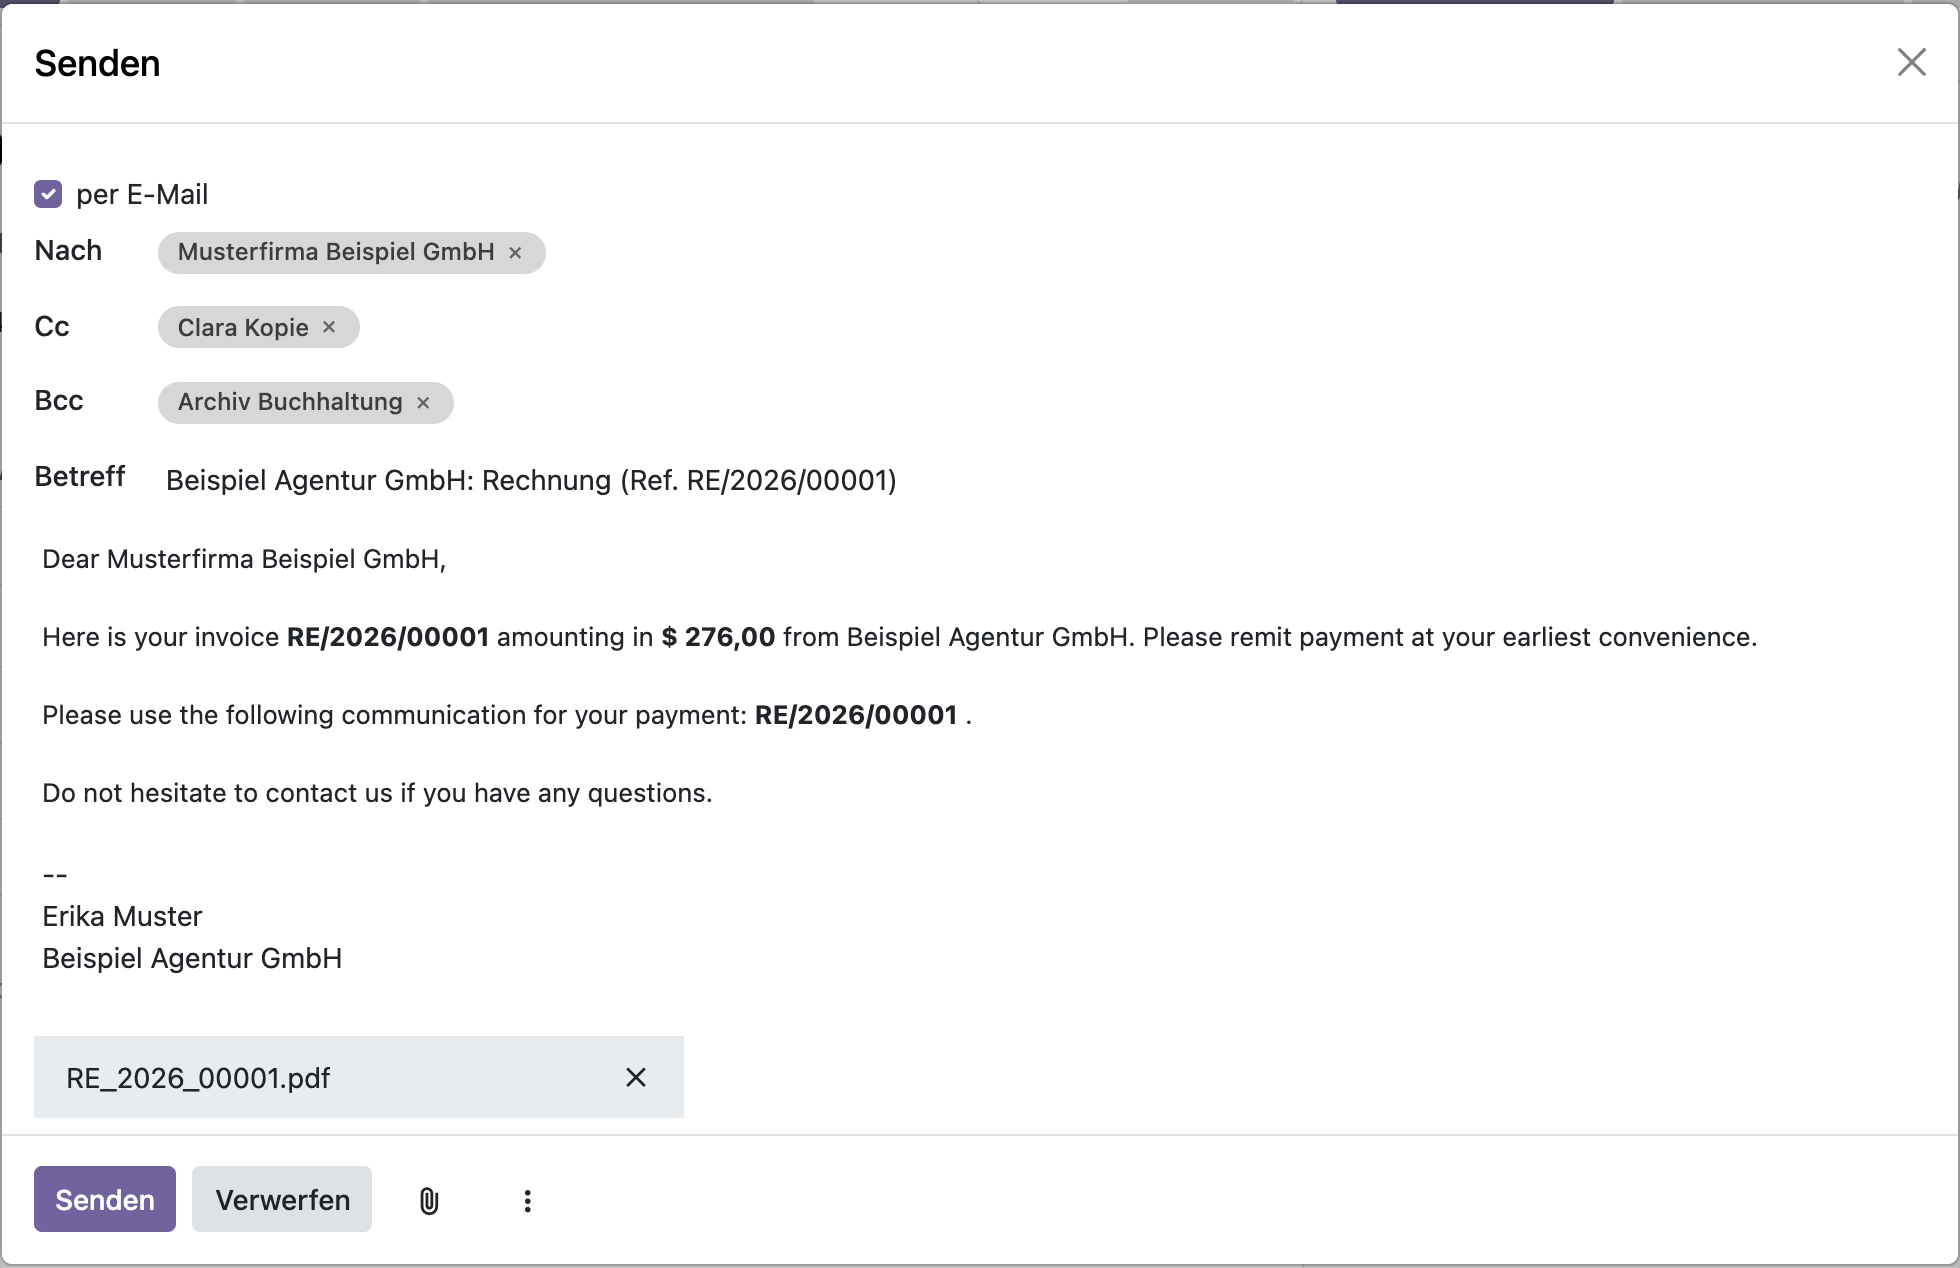 Senden
per E-Mail
Nach Musterfirma Beispiel GmbH ×
Cc Clara Kopie ×
Bcc Archiv Buchhaltung ×
Betreff Beispiel Agentur GmbH: Rechnung (Ref. RE/2026/00001)
Dear Musterfirma Beispiel GmbH,
Here is your invoice RE/2026/00001 amounting in $ 276,00 from Beispiel Agentur GmbH. Please remit payment at your earliest convenience.
Please use the following communication for your payment: RE/2026/00001 .
Do not hesitate to contact us if you have any questions.
--
Erika Muster
Beispiel Agentur GmbH
RE_2026_00001.pdf
Senden Verwerfen